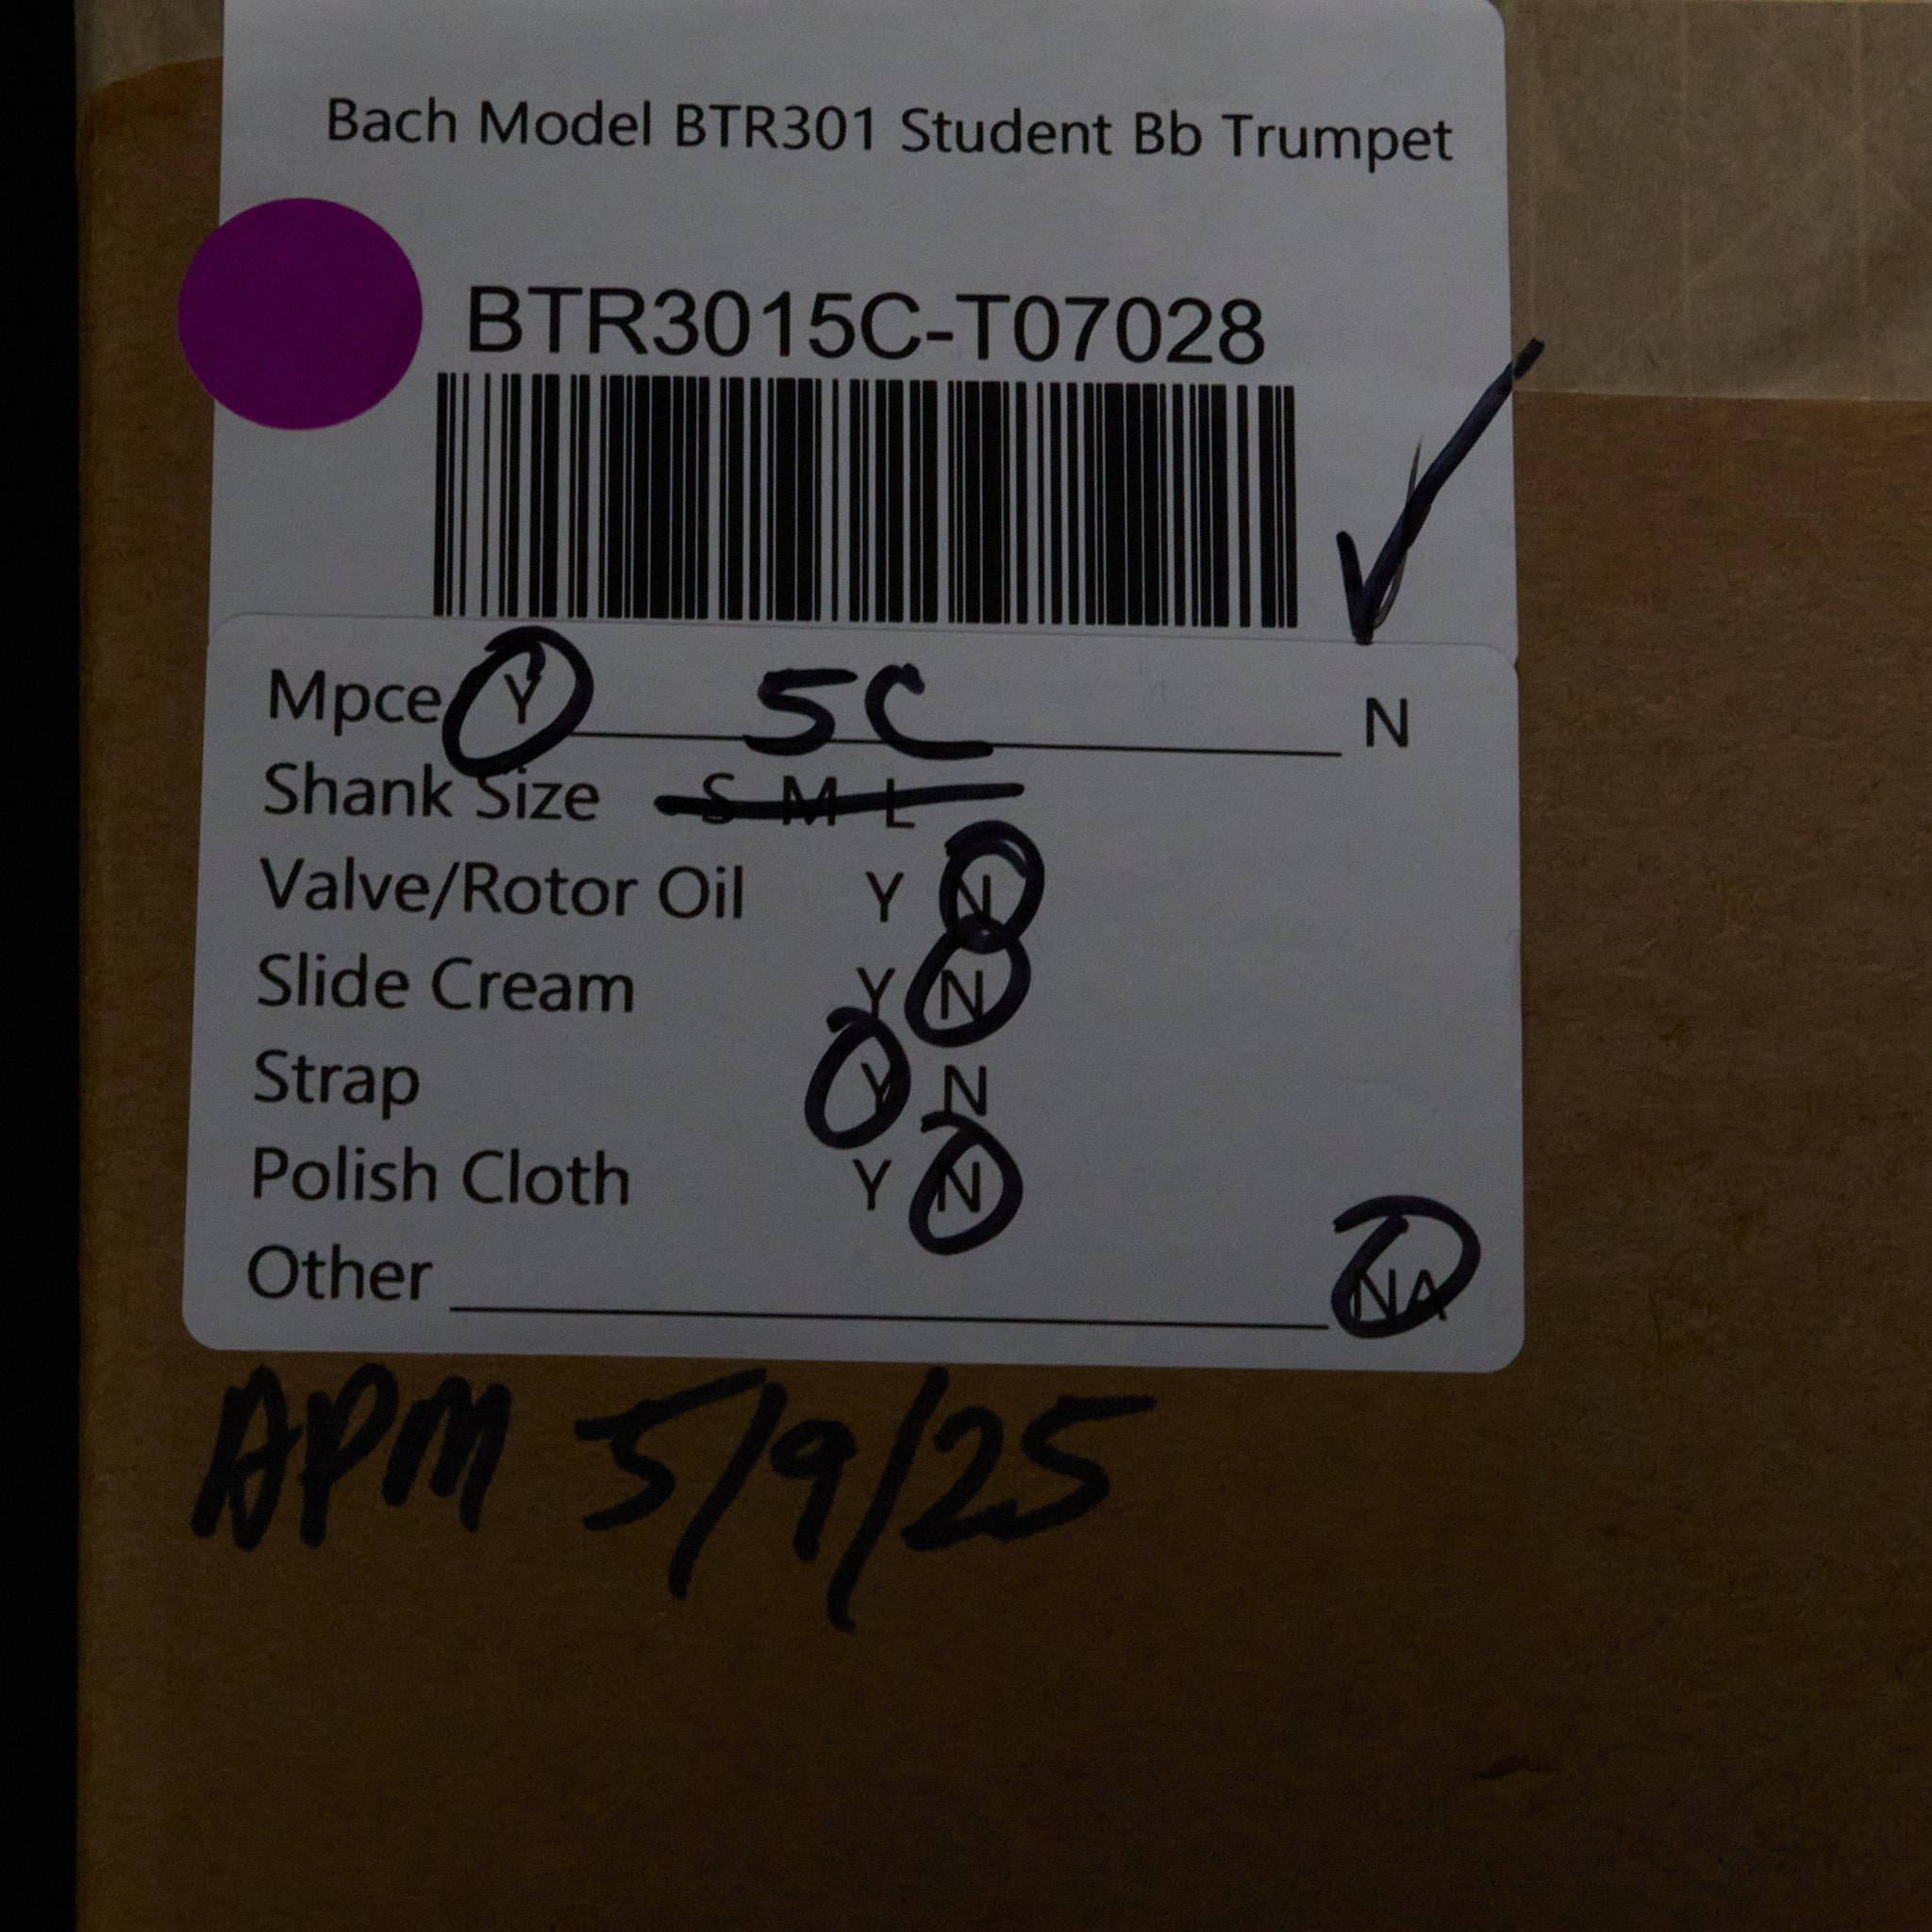 Bach Model BTR301 Student Bb Trumpet
BTR3015C-T07028
Mpce Y 5C N
Shank Size S M L
Valve/Rotor Oil Y N
Slide Cream Y N
Strap Y N
Polish Cloth Y N
Other NA
APM 5/9/25